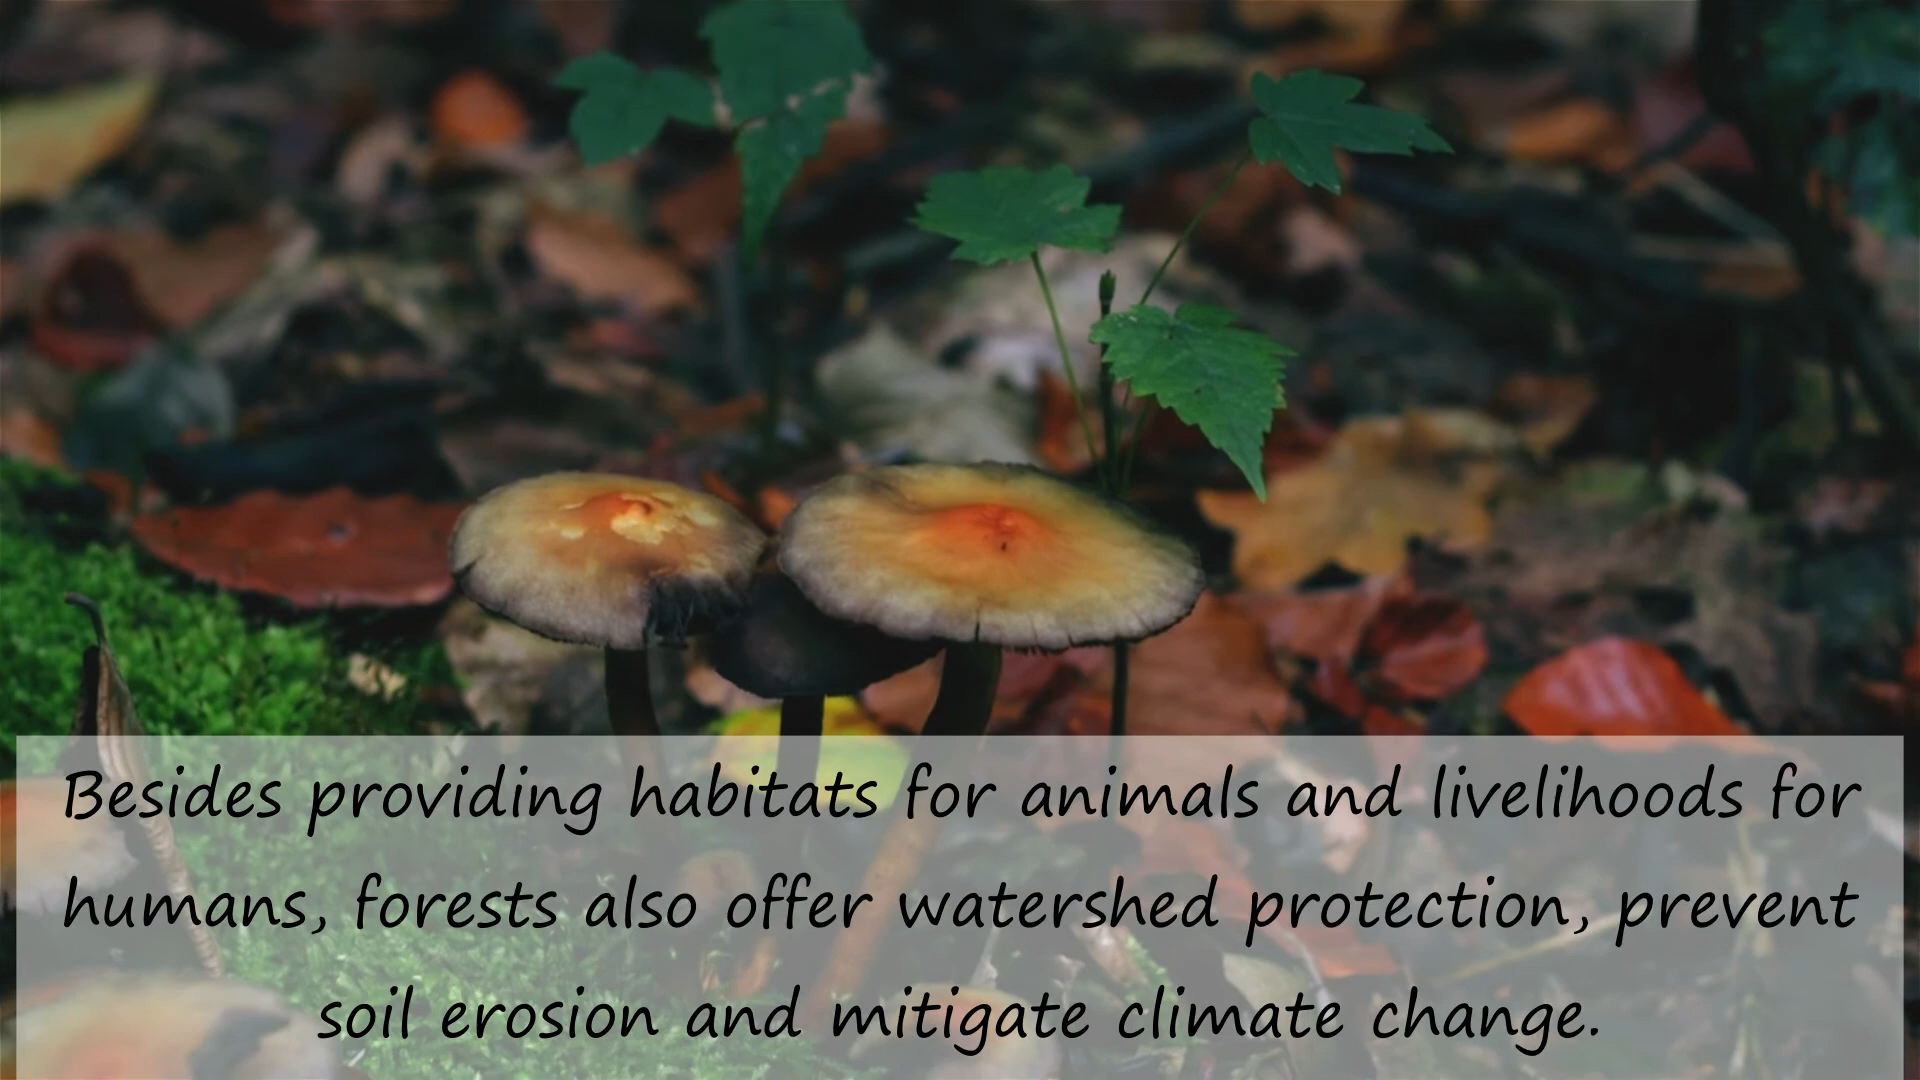 Besides providing habitats for animals and livelihoods for
humans, forests also offer watershed protection, prevent
soil erosion and mitigate climate change.